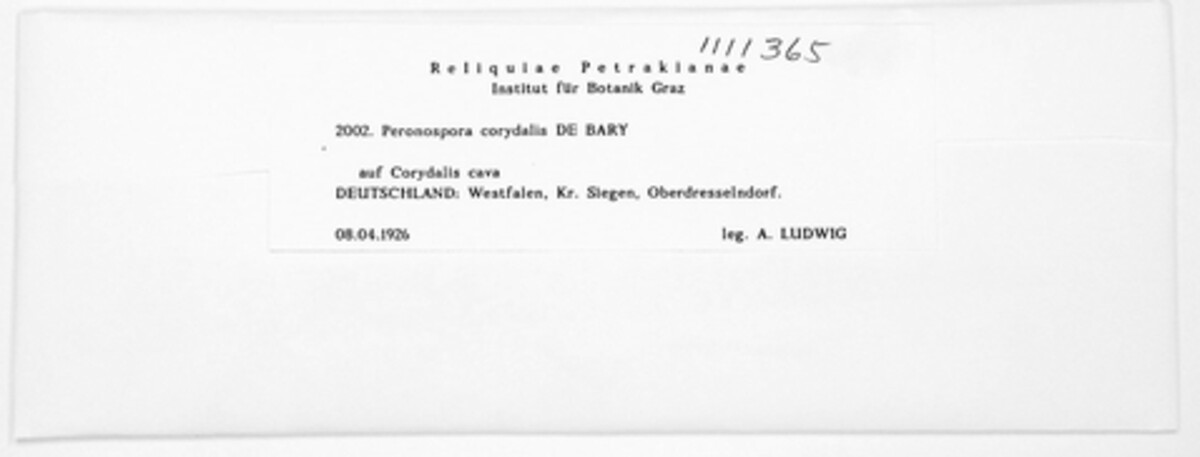 1111365
Reliquiae Petrakianae
Institut für Botanik Graz
2002. Peronospora corydalis DE BARY
auf Corydalis cava
DEUTSCHLAND: Westfalen, Kr. Siegen, Oberdresselndorf.
08.04.1926 leg. A. LUDWIG